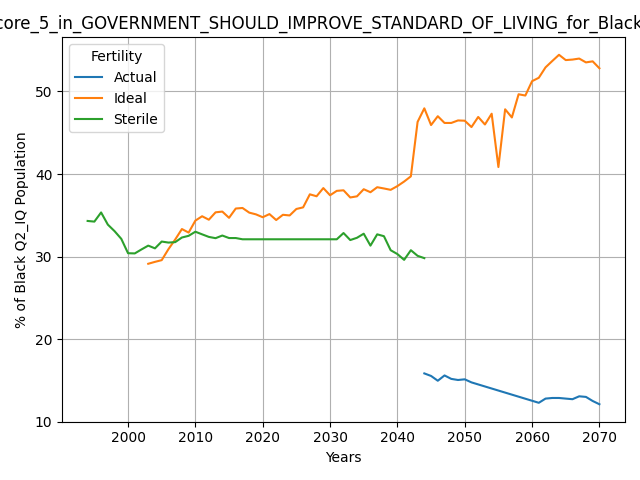 core_5_in_GOVERNMENT_SHOULD_IMPROVE_STANDARD_OF_LIVING_for_Black
Fertility
Actual
Ideal
Sterile
% of Black Q2_IQ Population
50
40
30
20
10
2000 2010 2020 2030 2040 2050 2060 2070
Years